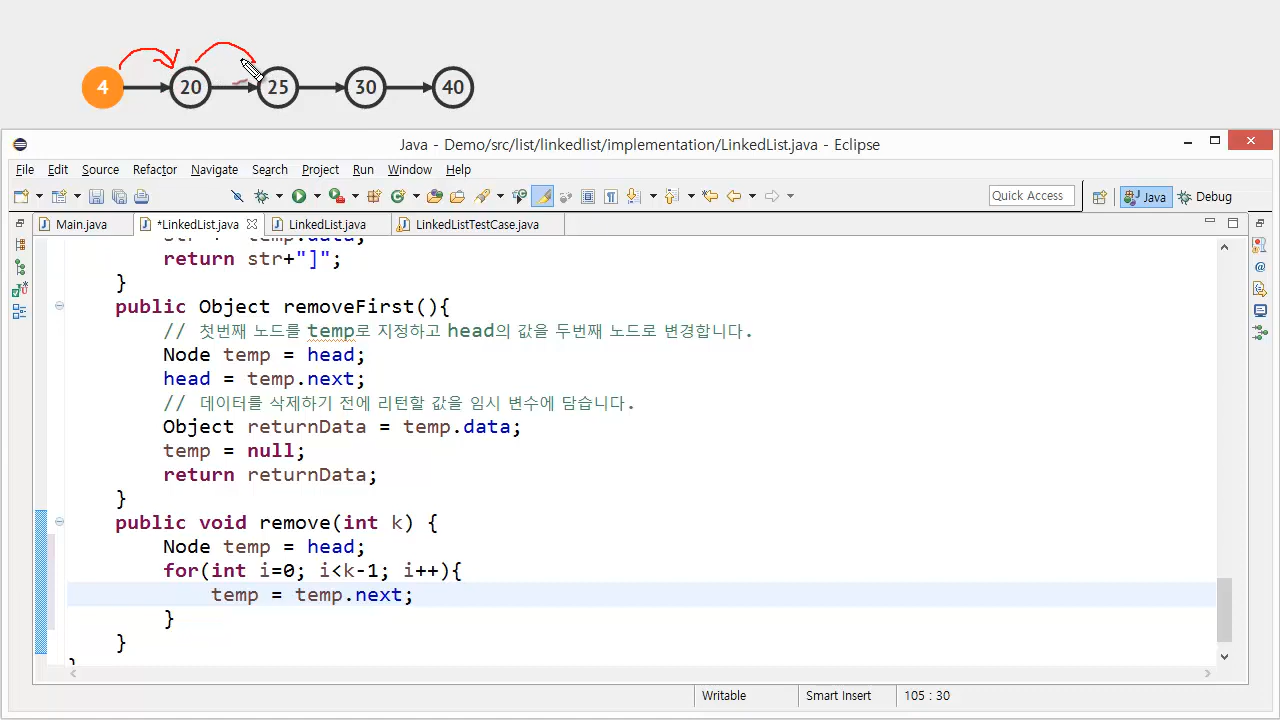 4 20 25 30 40
Java - Demo/src/list/linkedlist/implementation/LinkedList.java - Eclipse
File Edit Source Refactor Navigate Search Project Run Window Help
Quick Access Java Debug
Main.java *LinkedList.java LinkedList.java LinkedListTestCase.java
return str+"]";
}
public Object removeFirst(){
// 첫번째 노드를 temp로 지정하고 head의 값을 두번째 노드로 변경합니다.
Node temp = head;
head = temp.next;
// 데이터를 삭제하기 전에 리턴할 값을 임시 변수에 담습니다.
Object returnData = temp.data;
temp = null;
return returnData;
}
public void remove(int k) {
Node temp = head;
for(int i=0; i<k-1; i++){
temp = temp.next;
}
}
Writable Smart Insert 105 : 30